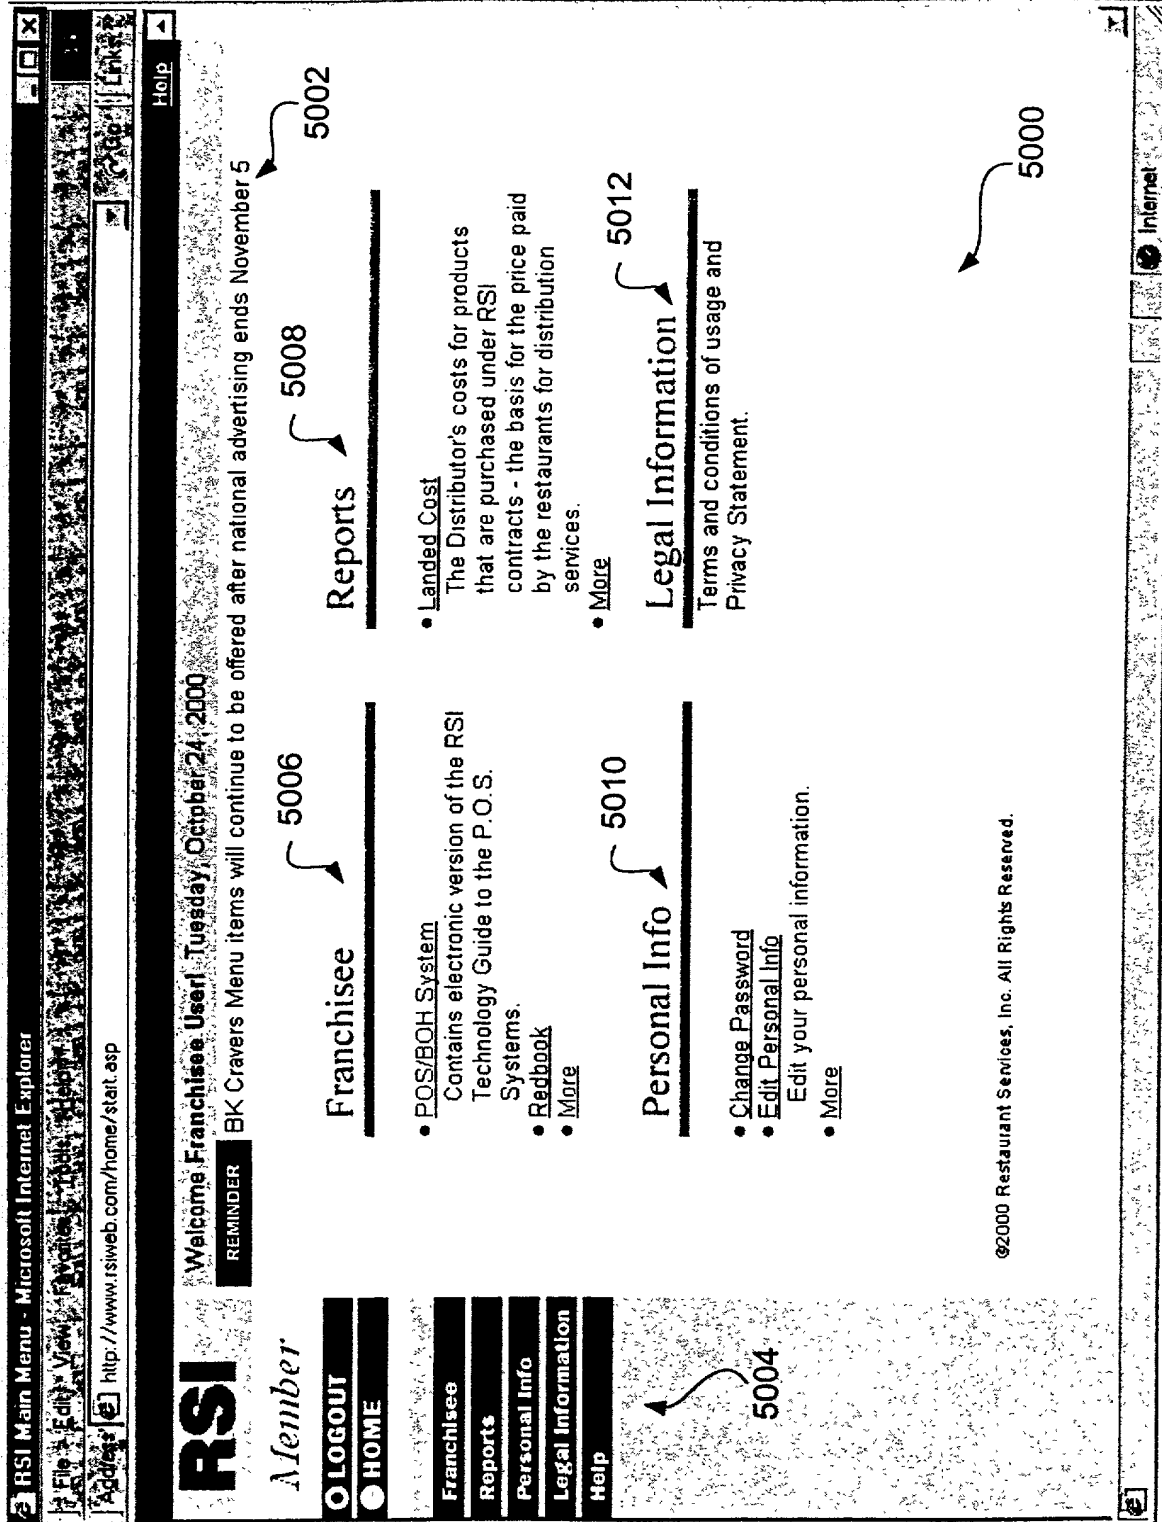 RSI Main Menu - Microsoft Internet Explorer
File Edit View Favorites Tools Help
Address http://www.rsiweb.com/home/start.asp Go Links
Help
RSI
Welcome Franchisee User! Tuesday, October 24, 2000
REMINDER BK Cravers Menu items will continue to be offered after national advertising ends November 5
5002
Member
LOGOUT
HOME
Franchisee
Reports
Personal Info
Legal Information
Help
5004
Franchisee
5006
• POS/BOH System
Contains electronic version of the RSI
Technology Guide to the P.O.S.
Systems.
• Redbook
• More
Reports
5008
• Landed Cost
The Distributor's costs for products
that are purchased under RSI
contracts - the basis for the price paid
by the restaurants for distribution
services.
• More
Personal Info
5010
• Change Password
• Edit Personal Info
Edit your personal information.
• More
Legal Information
5012
Terms and conditions of usage and
Privacy Statement.
5000
©2000 Restaurant Services, Inc. All Rights Reserved.
Internet